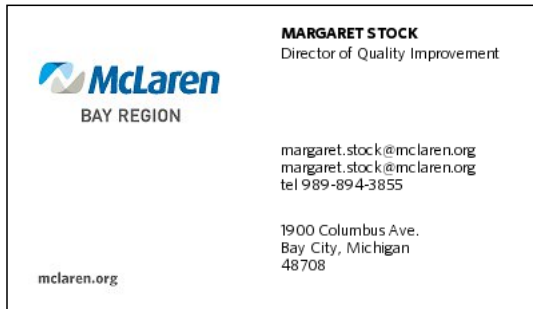 McLaren
BAY REGION
mclaren.org
MARGARET STOCK
Director of Quality Improvement
margaret.stock@mclaren.org
margaret.stock@mclaren.org
tel 989-894-3855
1900 Columbus Ave.
Bay City, Michigan
48708